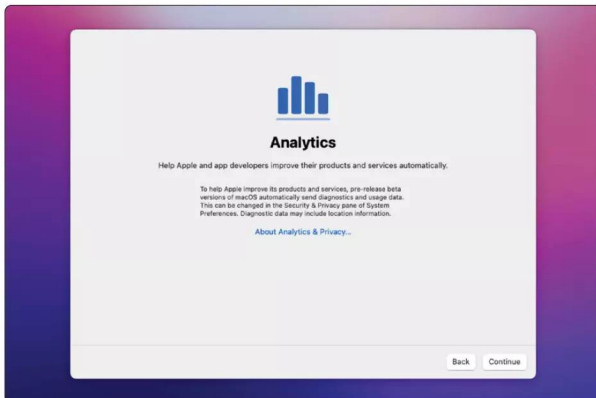 Analytics
Help Apple and app developers improve their products and services automatically.
To help Apple improve its products and services, pre-release beta
versions of macOS automatically send diagnostics and usage data.
This can be changed in the Security & Privacy pane of System
Preferences. Diagnostic data may include location information.
About Analytics & Privacy...
Back
Continue